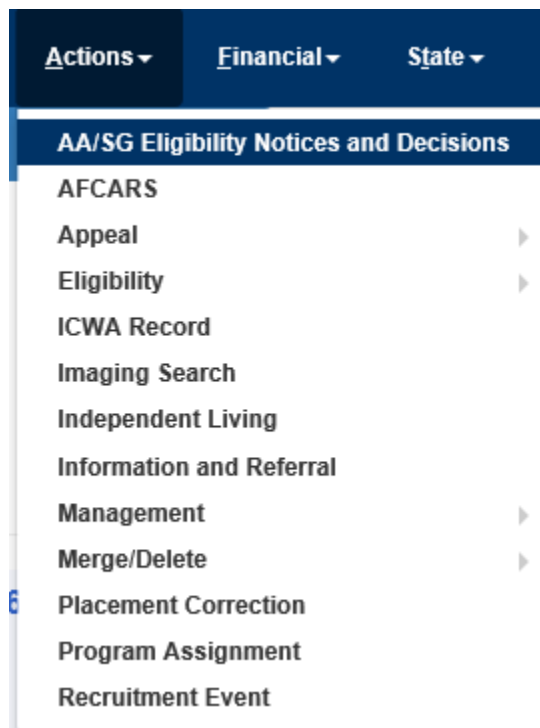 Actions Financial State
AA/SG Eligibility Notices and Decisions
AFCARS
Appeal
Eligibility
ICWA Record
Imaging Search
Independent Living
Information and Referral
Management
Merge/Delete
Placement Correction
6
Program Assignment
Recruitment Event